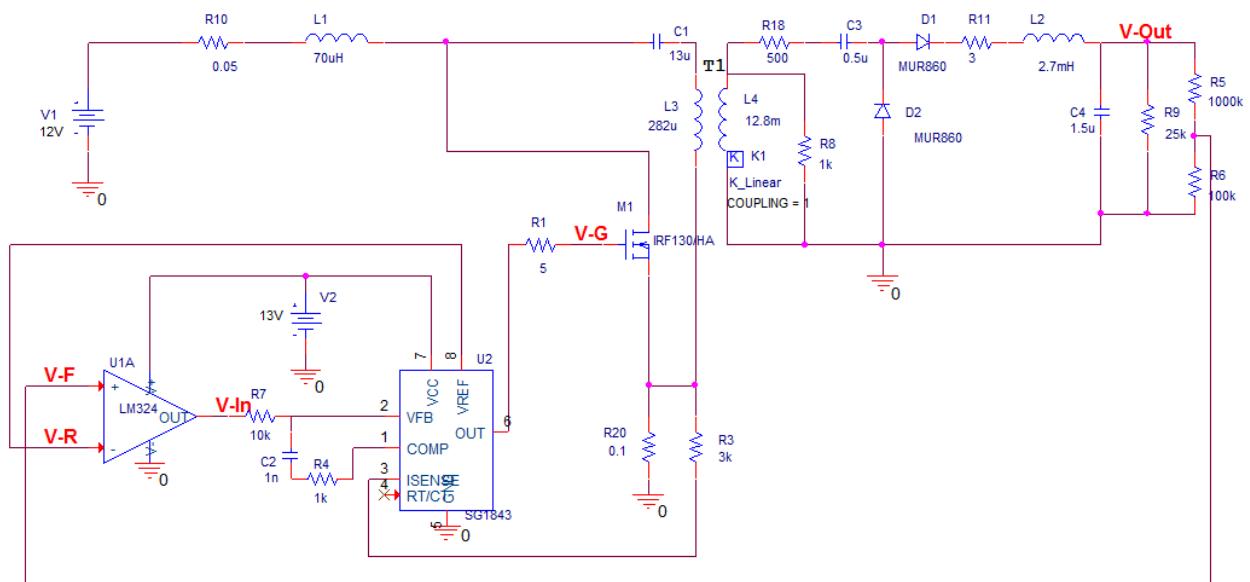 R10
0.05
L1
70uH
C1
13u
T1
L3
282u
L4
12.8m
K K1
K_Linear
COUPLING = 1
R18
500
C3
0.5u
D1
MUR860
R11
3
L2
2.7mH
V-Out
R8
1k
D2
MUR860
C4
1.5u
R9
25k
R5
1000k
R6
100k
0
V1
12V
0
M1
IRF130/HA
R1
5
V-G
V2
13V
0
U1A
V-F
+
V+
LM324
OUT
V-R
-
V-
0
V-In
R7
10k
C2
1n
R4
1k
U2
7
8
VCC
VREF
2
VFB
1
COMP
3
ISENSE
4
RT/CT
OUT
6
GND
5
SG1843
0
R20
0.1
R3
3k
0